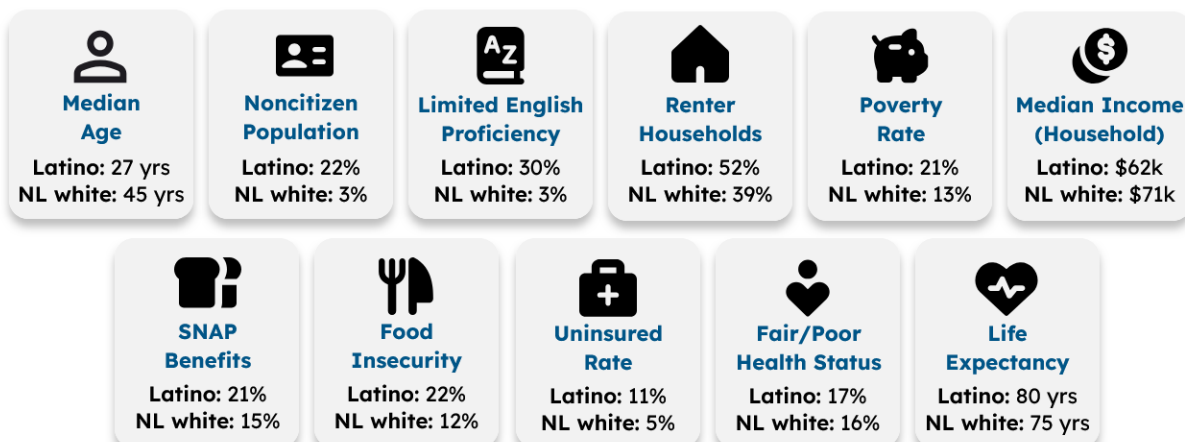 AZ
Median
Age
Latino: 27 yrs
NL white: 45 yrs
Noncitizen
Population
Latino: 22%
NL white: 3%
Limited English
Proficiency
Latino: 30%
NL white: 3%
Renter
Households
Latino: 52%
NL white: 39%
Poverty
Rate
Latino: 21%
NL white: 13%
$
Median Income
(Household)
Latino: $62k
NL white: $71k
SNAP
Benefits
Latino: 21%
NL white: 15%
Food
Insecurity
Latino: 22%
NL white: 12%
Uninsured
Rate
Latino: 11%
NL white: 5%
Fair/Poor
Health Status
Latino: 17%
NL white: 16%
Life
Expectancy
Latino: 80 yrs
NL white: 75 yrs